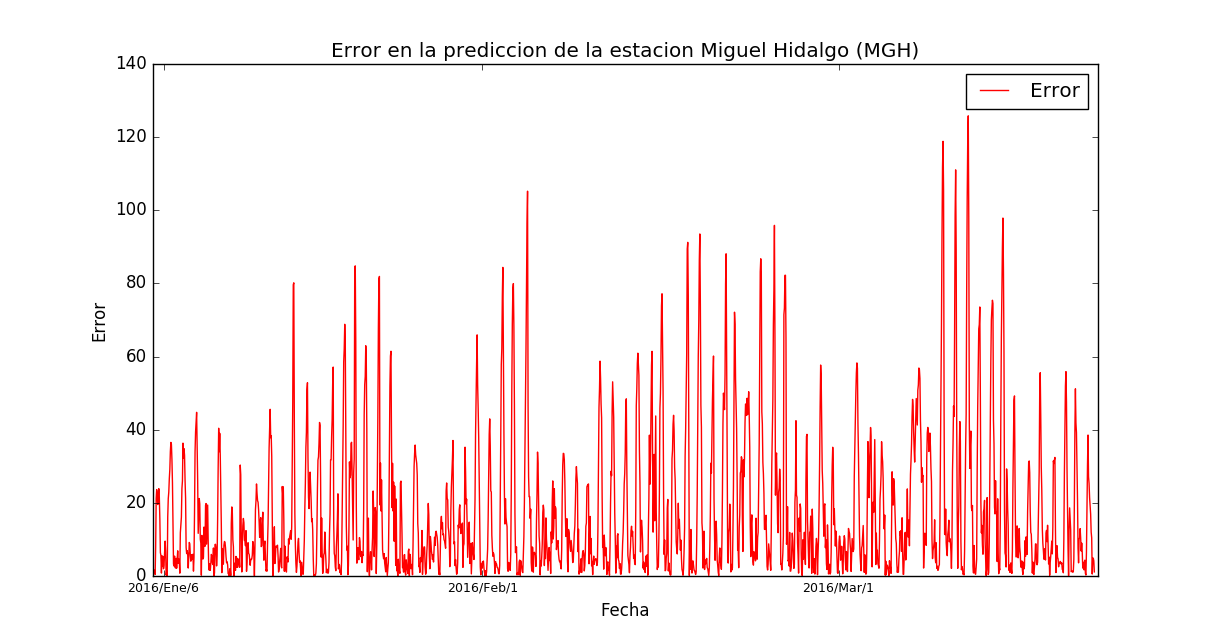 Error en la prediccion de la estacion Miguel Hidalgo (MGH)
140
120
100
80
60
40
20
0
Error
Error
2016/Ene/6
2016/Feb/1
2016/Mar/1
Fecha